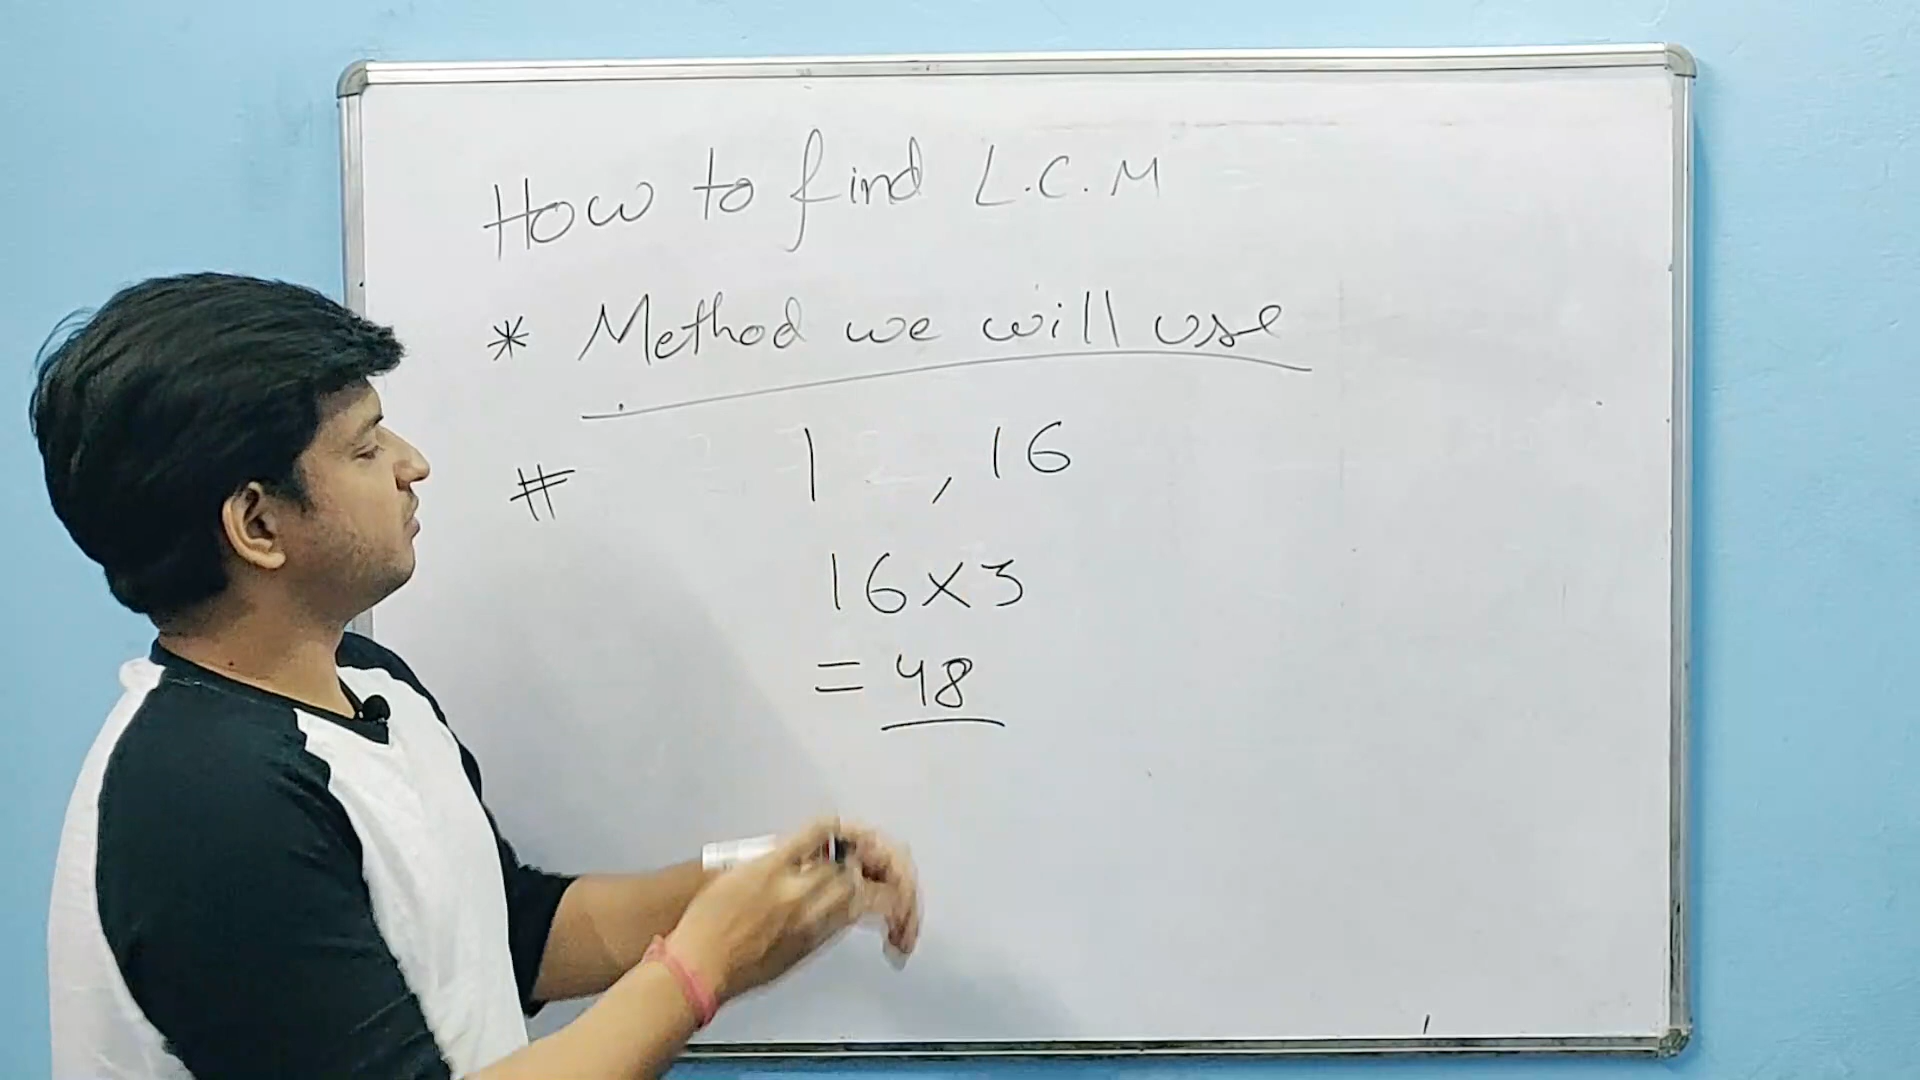 How to find L.C.M
* Method we will use
# 1 , 16
16×3
= 48